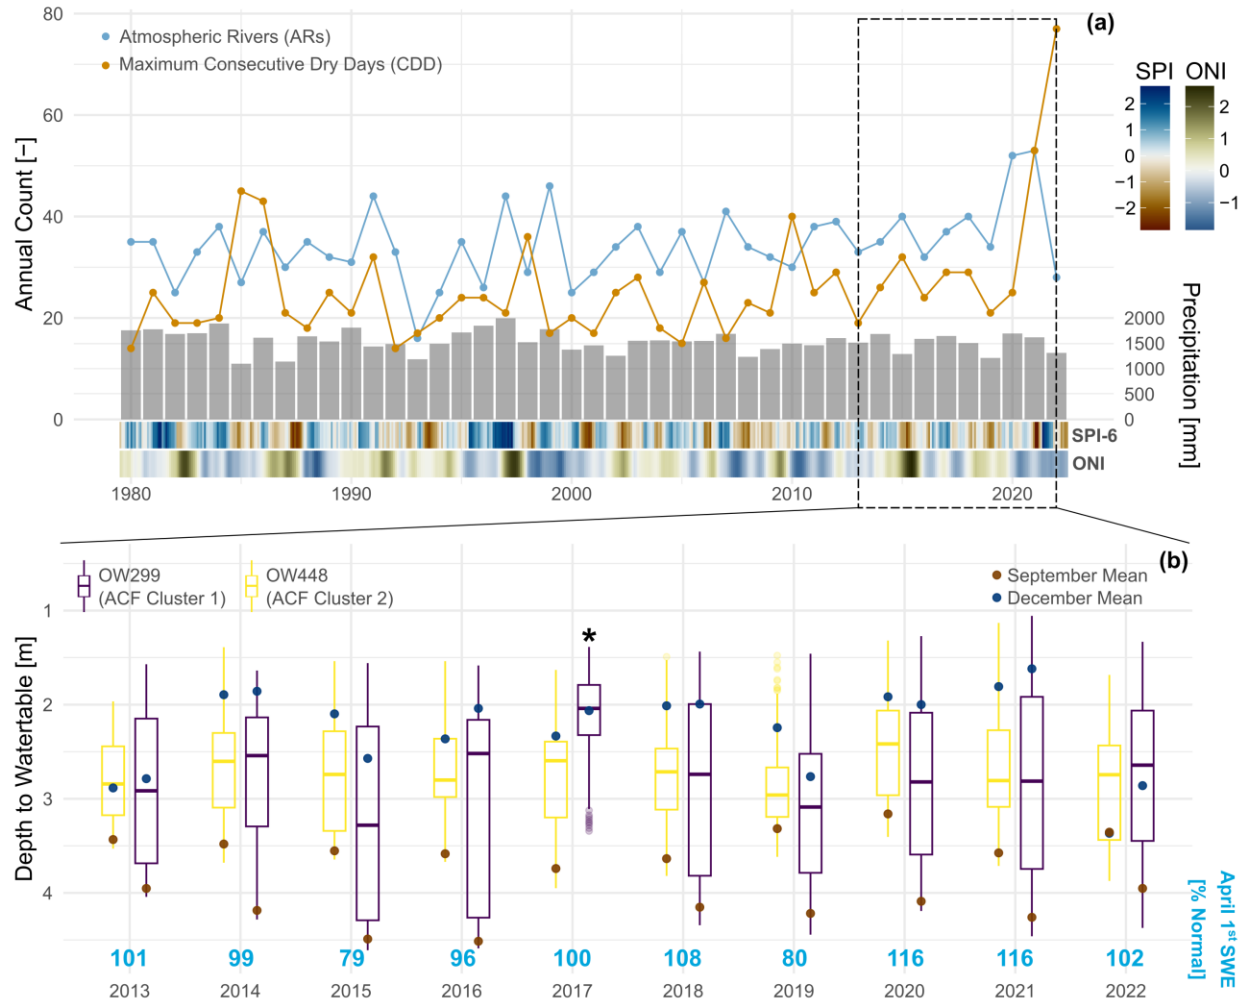 80
60
40
20
0
Annual Count [−]
Atmospheric Rivers (ARs)
Maximum Consecutive Dry Days (CDD)
(a)
SPI ONI
2
1
0
−1
−2
2
1
0
−1
2000
1500
1000
500
0
Precipitation [mm]
SPI-6
ONI
1980 1990 2000 2010 2020
(b)
OW299
(ACF Cluster 1)
OW448
(ACF Cluster 2)
September Mean
December Mean
*
1
2
3
4
Depth to Watertable [m]
April 1st SWE
[% Normal]
101 99 79 96 100 108 80 116 116 102
2013 2014 2015 2016 2017 2018 2019 2020 2021 2022